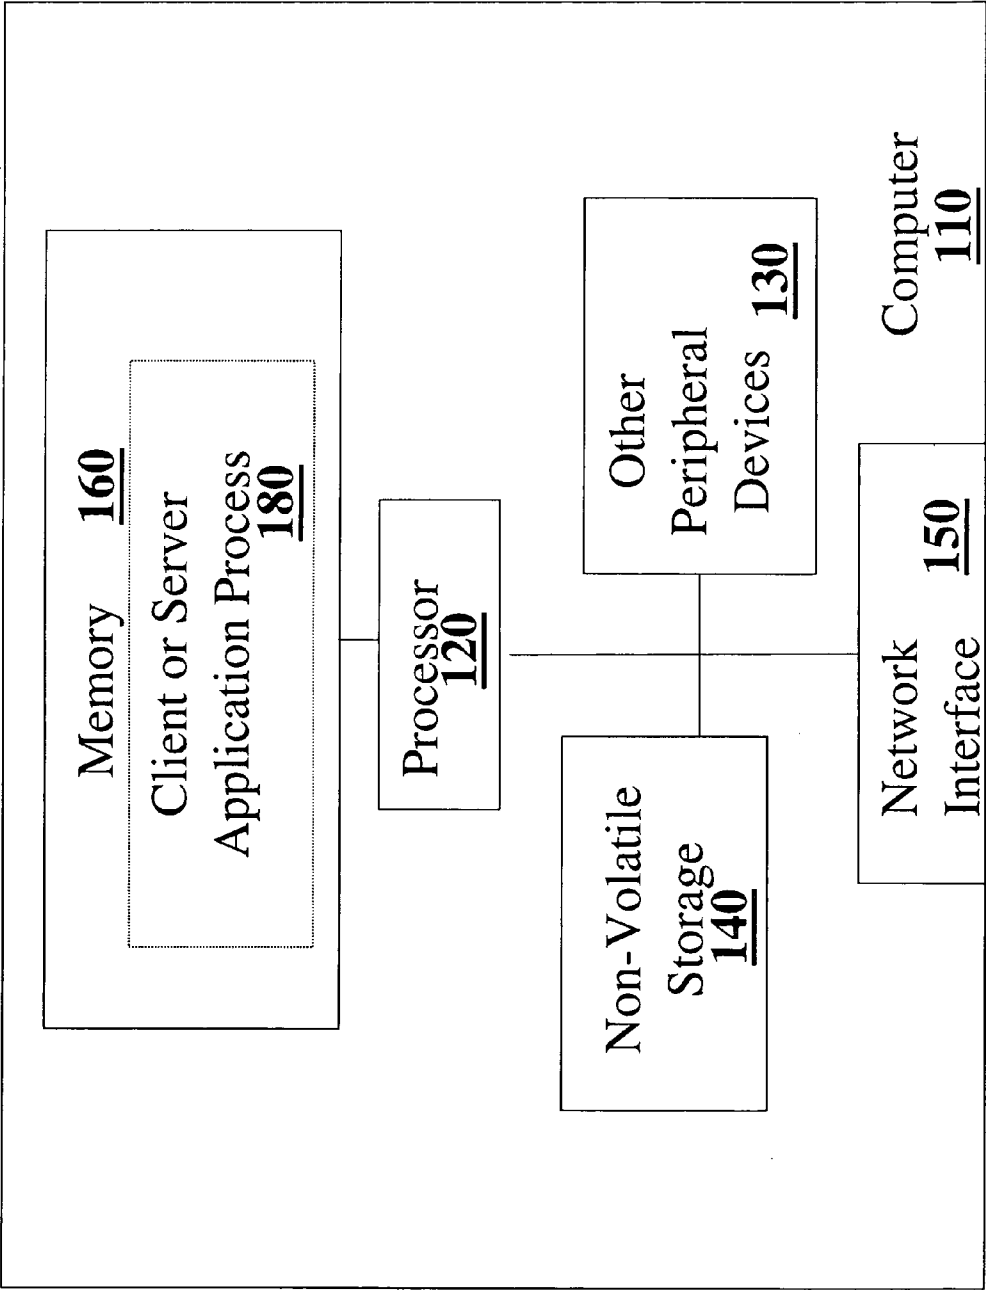 Memory 160
Client or Server
Application Process
180
Processor
120
Non-Volatile
Storage
140
Other
Peripheral
Devices 130
Network
Interface 150
Computer
110